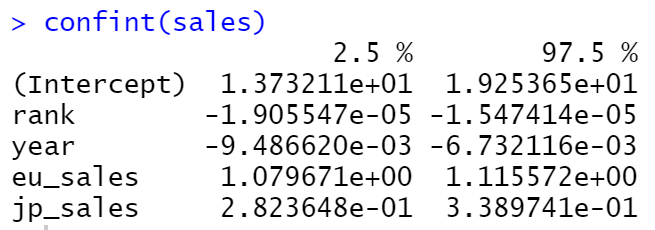 > confint(sales)
2.5 % 97.5 %
(Intercept) 1.373211e+01 1.925365e+01
rank -1.905547e-05 -1.547414e-05
year -9.486620e-03 -6.732116e-03
eu_sales 1.079671e+00 1.115572e+00
jp_sales 2.823648e-01 3.389741e-01